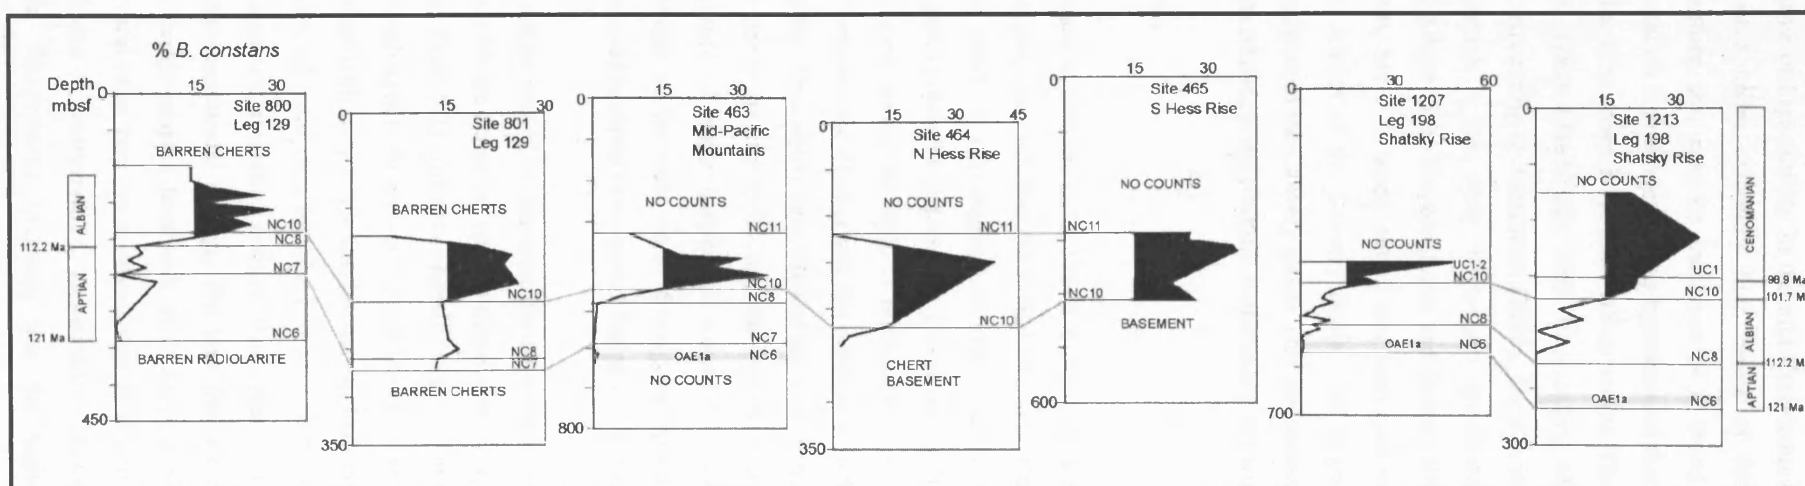 % B. constans
Depth
mbsf
15
30
0
Site 800
Leg 129
BARREN CHERTS
NC10
NC8
NC7
NC6
BARREN RADIOLARITE
450
ALBIAN
112.2 Ma
APTIAN
121 Ma
15
30
0
Site 801
Leg 129
BARREN CHERTS
NC10
NC8
NC7
BARREN CHERTS
350
15
30
0
Site 463
Mid-Pacific
Mountains
NO COUNTS
NC11
NC10
NC8
NC7
OAE1a
NC6
NO COUNTS
800
15
30
45
0
Site 464
N Hess Rise
NO COUNTS
NC11
NC10
CHERT
BASEMENT
350
15
30
0
Site 465
S Hess Rise
NO COUNTS
NC11
NC10
BASEMENT
600
30
60
0
Site 1207
Leg 198
Shatsky Rise
NO COUNTS
UC1-2
NC10
NC8
OAE1a
NC6
700
15
30
0
Site 1213
Leg 198
Shatsky Rise
NO COUNTS
UC1
NC10
NC8
OAE1a
NC6
300
CENOMANIAN
98.9 Ma
101.7 Ma
ALBIAN
112.2 Ma
APTIAN
121 Ma